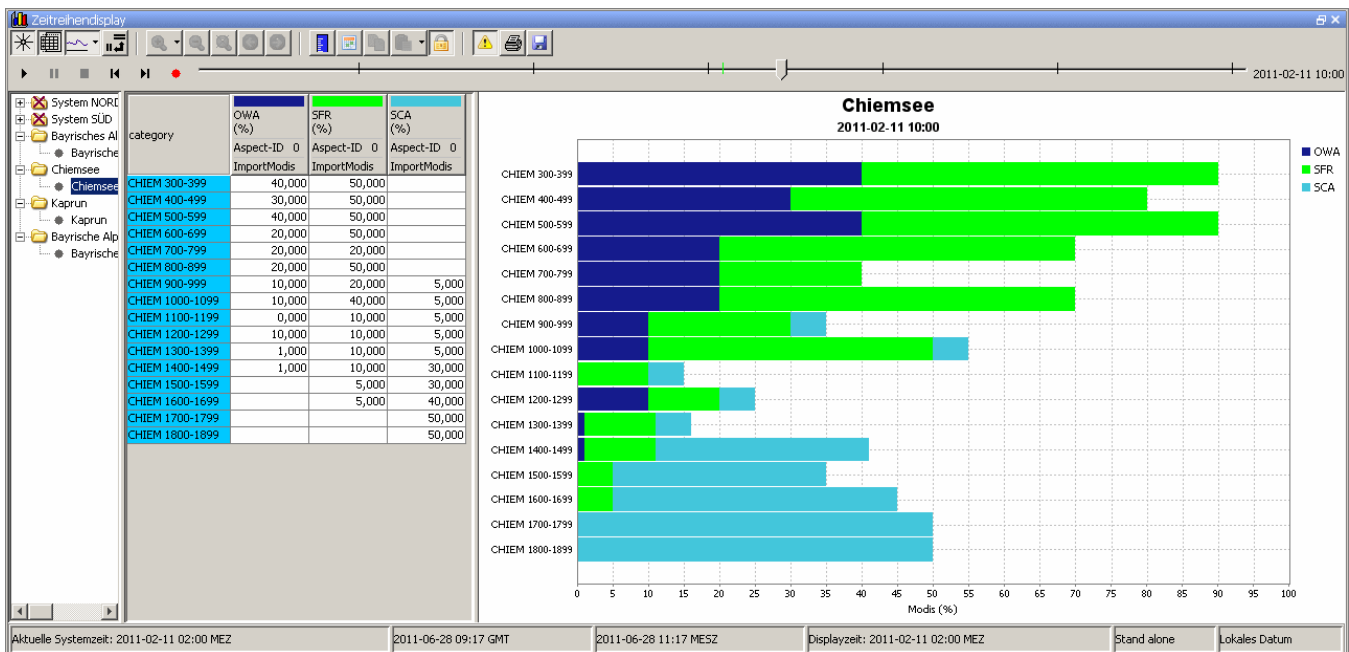 Zeitreihendisplay
2011-02-11 10:00
System NORD
System SÜD
Bayrisches Al
Bayrische
Chiemsee
Chiemsee
Kaprun
Kaprun
Bayrische Alp
Bayrische
category OWA (%) SFR (%) SCA (%)
Aspect-ID 0 Aspect-ID 0 Aspect-ID 0
ImportModis ImportModis ImportModis
CHIEM 300-399 40,000 50,000
CHIEM 400-499 30,000 50,000
CHIEM 500-599 40,000 50,000
CHIEM 600-699 20,000 50,000
CHIEM 700-799 20,000 20,000
CHIEM 800-899 20,000 50,000
CHIEM 900-999 10,000 20,000 5,000
CHIEM 1000-1099 10,000 40,000 5,000
CHIEM 1100-1199 0,000 10,000 5,000
CHIEM 1200-1299 10,000 10,000 5,000
CHIEM 1300-1399 1,000 10,000 5,000
CHIEM 1400-1499 1,000 10,000 30,000
CHIEM 1500-1599 5,000 30,000
CHIEM 1600-1699 5,000 40,000
CHIEM 1700-1799 50,000
CHIEM 1800-1899 50,000
Chiemsee
2011-02-11 10:00
OWA
SFR
SCA
CHIEM 300-399
CHIEM 400-499
CHIEM 500-599
CHIEM 600-699
CHIEM 700-799
CHIEM 800-899
CHIEM 900-999
CHIEM 1000-1099
CHIEM 1100-1199
CHIEM 1200-1299
CHIEM 1300-1399
CHIEM 1400-1499
CHIEM 1500-1599
CHIEM 1600-1699
CHIEM 1700-1799
CHIEM 1800-1899
0 5 10 15 20 25 30 35 40 45 50 55 60 65 70 75 80 85 90 95 100
Modis (%)
Aktuelle Systemzeit: 2011-02-11 02:00 MEZ 2011-06-28 09:17 GMT 2011-06-28 11:17 MESZ Displayzeit: 2011-02-11 02:00 MEZ Stand alone Lokales Datum